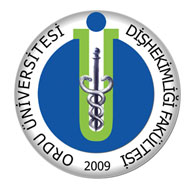 ORDU ÜNİVERSİTESİ
DİŞHEKİMLİĞİ FAKÜLTESİ
2009